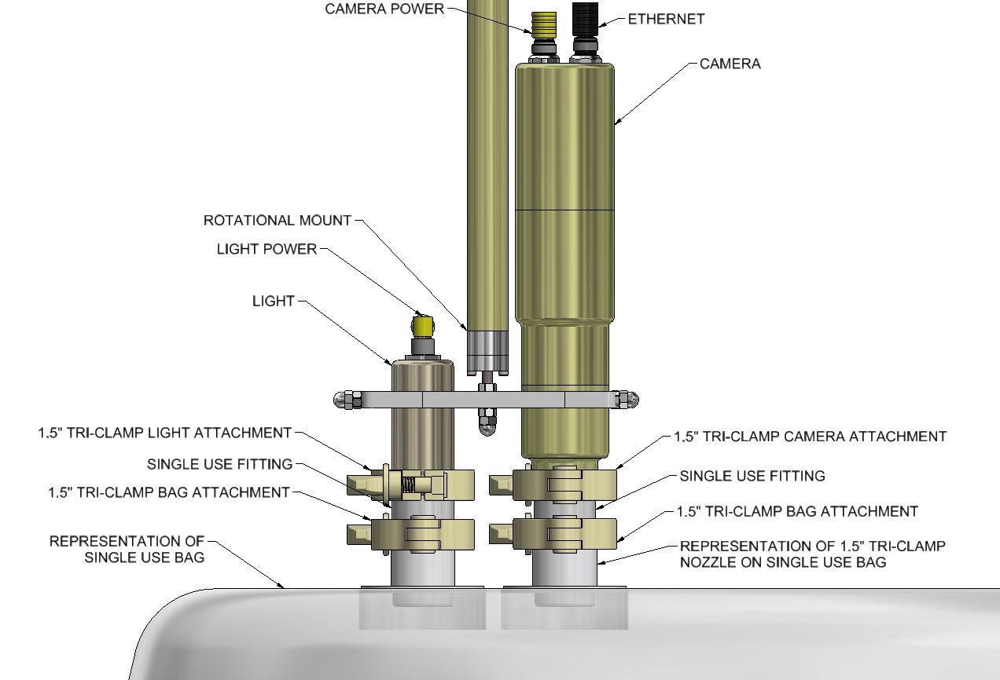 CAMERA POWER
ETHERNET
CAMERA
ROTATIONAL MOUNT
LIGHT POWER
LIGHT
1.5" TRI-CLAMP LIGHT ATTACHMENT
1.5" TRI-CLAMP CAMERA ATTACHMENT
SINGLE USE FITTING
SINGLE USE FITTING
1.5" TRI-CLAMP BAG ATTACHMENT
1.5" TRI-CLAMP BAG ATTACHMENT
REPRESENTATION OF
SINGLE USE BAG
REPRESENTATION OF 1.5" TRI-CLAMP
NOZZLE ON SINGLE USE BAG